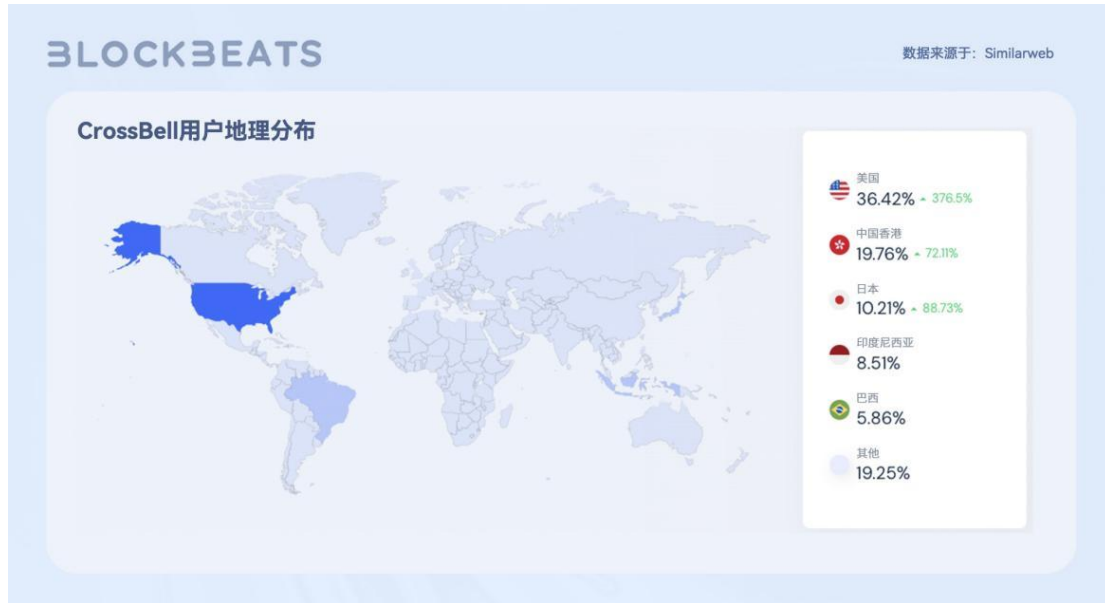 BLOCKBEATS
数据来源于：Similarweb
CrossBell用户地理分布
美国
36.42% 376.5%
中国香港
19.76% 72.11%
日本
10.21% 88.73%
印度尼西亚
8.51%
巴西
5.86%
其他
19.25%